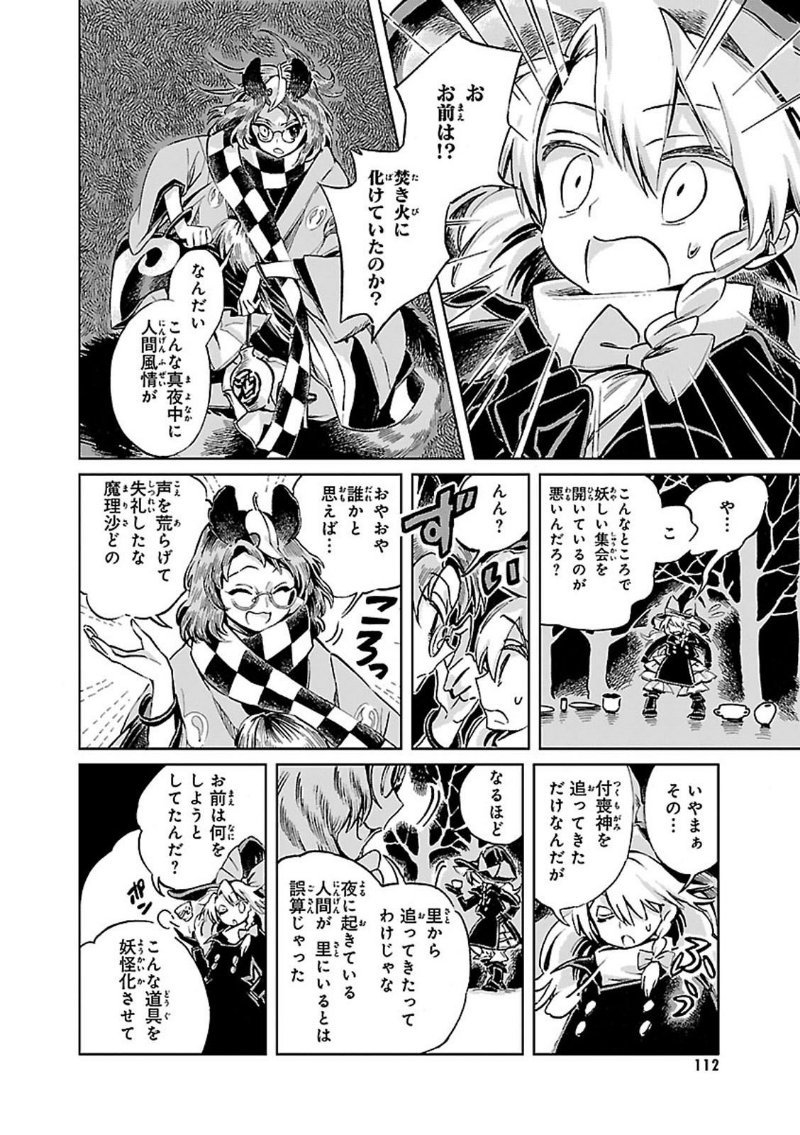 お
お前は!?
焚き火に
化けていたのか？
なんだい
こんな真夜中に
人間風情が
や…
こ
こんなところで
妖しい集会を
開いているのが
悪いんだろ？
んん？
ずいっ
おやおや
誰かと
思えば…
声を荒らげて
失礼したな
魔理沙どの
ころっ
いやまぁ
その…
付喪神を
追ってきた
だけなんだが
ふぅ
なるほど
里から
追ってきたって
わけじゃな
夜に起きている
人間が里にいるとは
誤算じゃった
お前は何を
しようと
してたんだ？
ポン
こんな道具を
妖怪化させて
酒
112